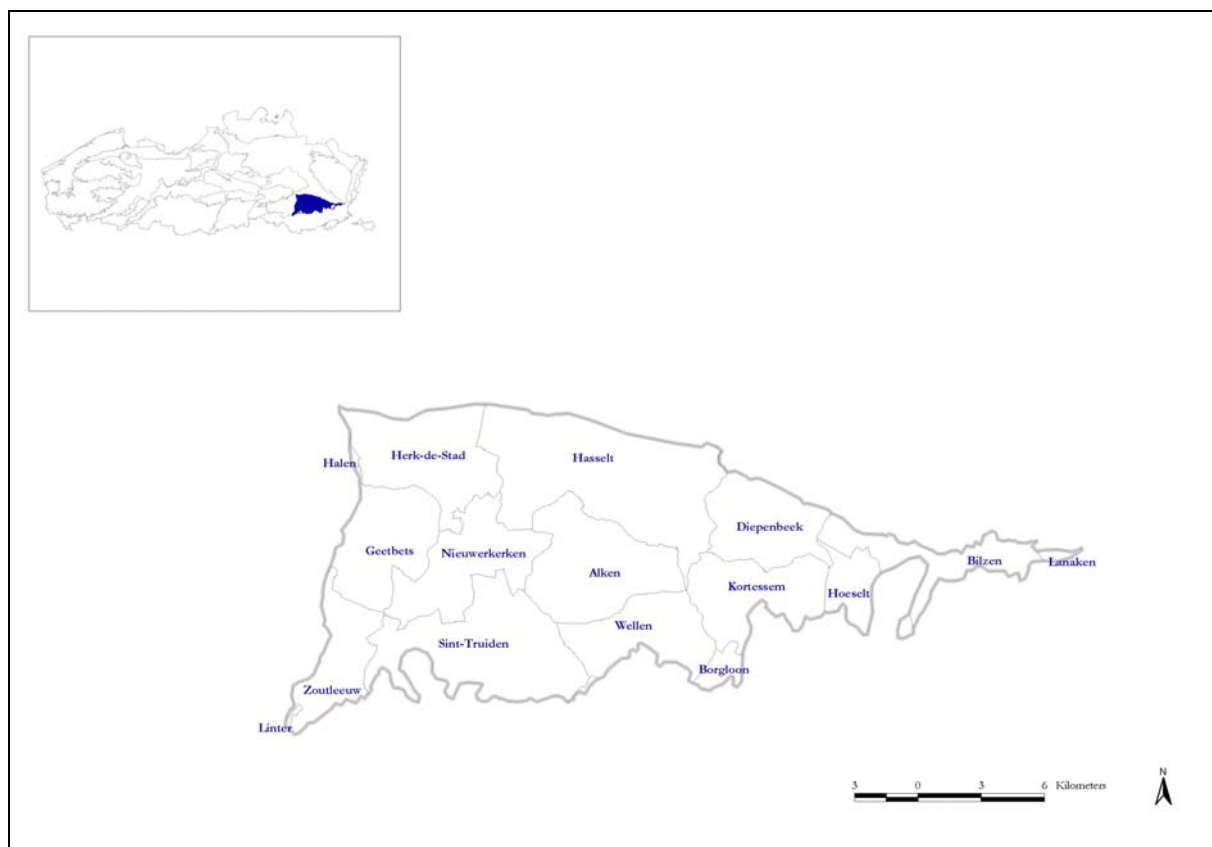 Herk-de-Stad
Hasselt
Halen
Diepenbeek
Geetbets
Nieuwerkerken
Bilzen
Lanaken
Alken
Kortessem
Hoeselt
Wellen
Sint-Truiden
Borgloon
Zoutleeuw
Linter
N
3 0 3 6 Kilometers